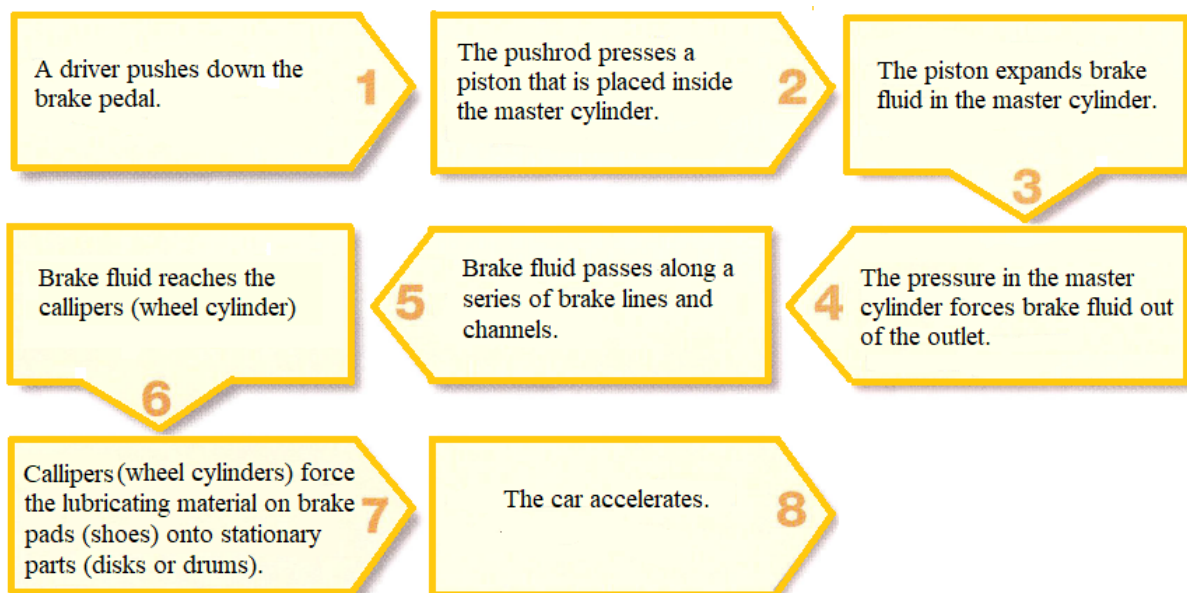 A driver pushes down the
brake pedal.
1
The pushrod presses a
piston that is placed inside
the master cylinder.
2
The piston expands brake
fluid in the master cylinder.
3
The pressure in the master
cylinder forces brake fluid out
of the outlet.
4
Brake fluid passes along a
series of brake lines and
channels.
5
Brake fluid reaches the
callipers (wheel cylinder)
6
Callipers (wheel cylinders) force
the lubricating material on brake
pads (shoes) onto stationary
parts (disks or drums).
7
The car accelerates.
8